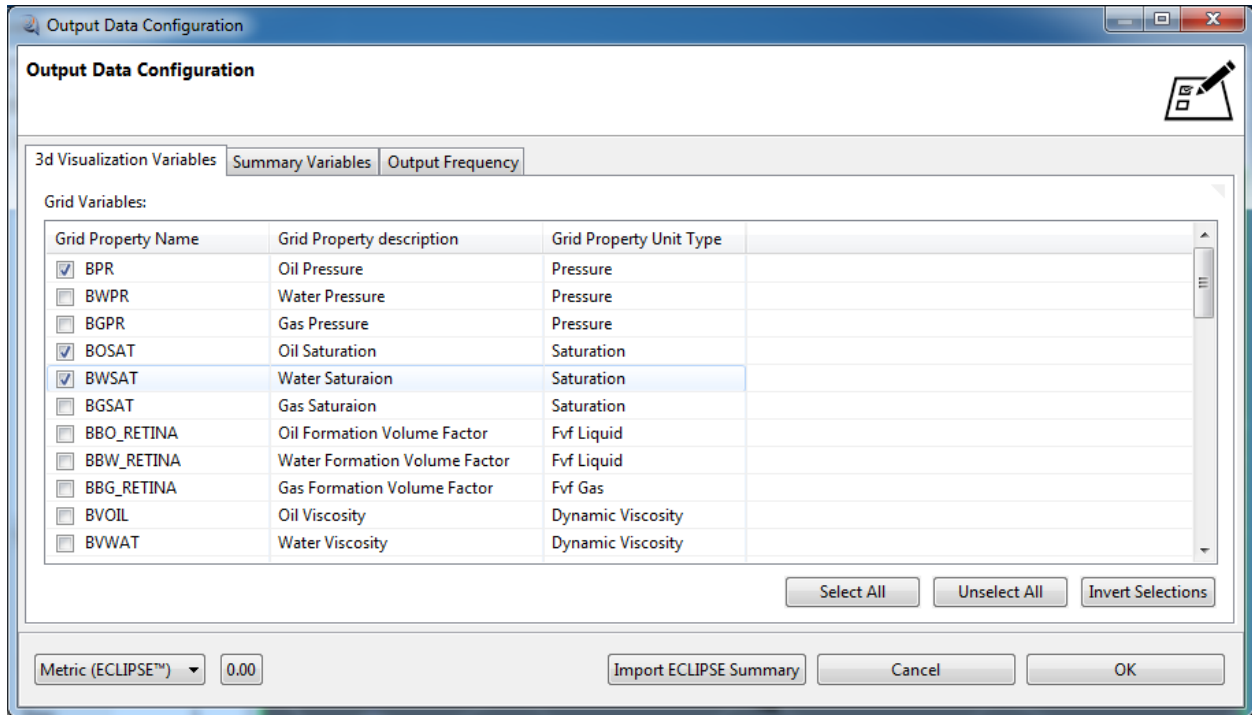 Output Data Configuration
Output Data Configuration
3d Visualization Variables Summary Variables Output Frequency
Grid Variables:
Grid Property Name Grid Property description Grid Property Unit Type
BPR Oil Pressure Pressure
BWPR Water Pressure Pressure
BGPR Gas Pressure Pressure
BOSAT Oil Saturation Saturation
BWSAT Water Saturaion Saturation
BGSAT Gas Saturaion Saturation
BBO_RETINA Oil Formation Volume Factor Fvf Liquid
BBW_RETINA Water Formation Volume Factor Fvf Liquid
BBG_RETINA Gas Formation Volume Factor Fvf Gas
BVOIL Oil Viscosity Dynamic Viscosity
BVWAT Water Viscosity Dynamic Viscosity
Select All Unselect All Invert Selections
Metric (ECLIPSE™) 0.00 Import ECLIPSE Summary Cancel OK